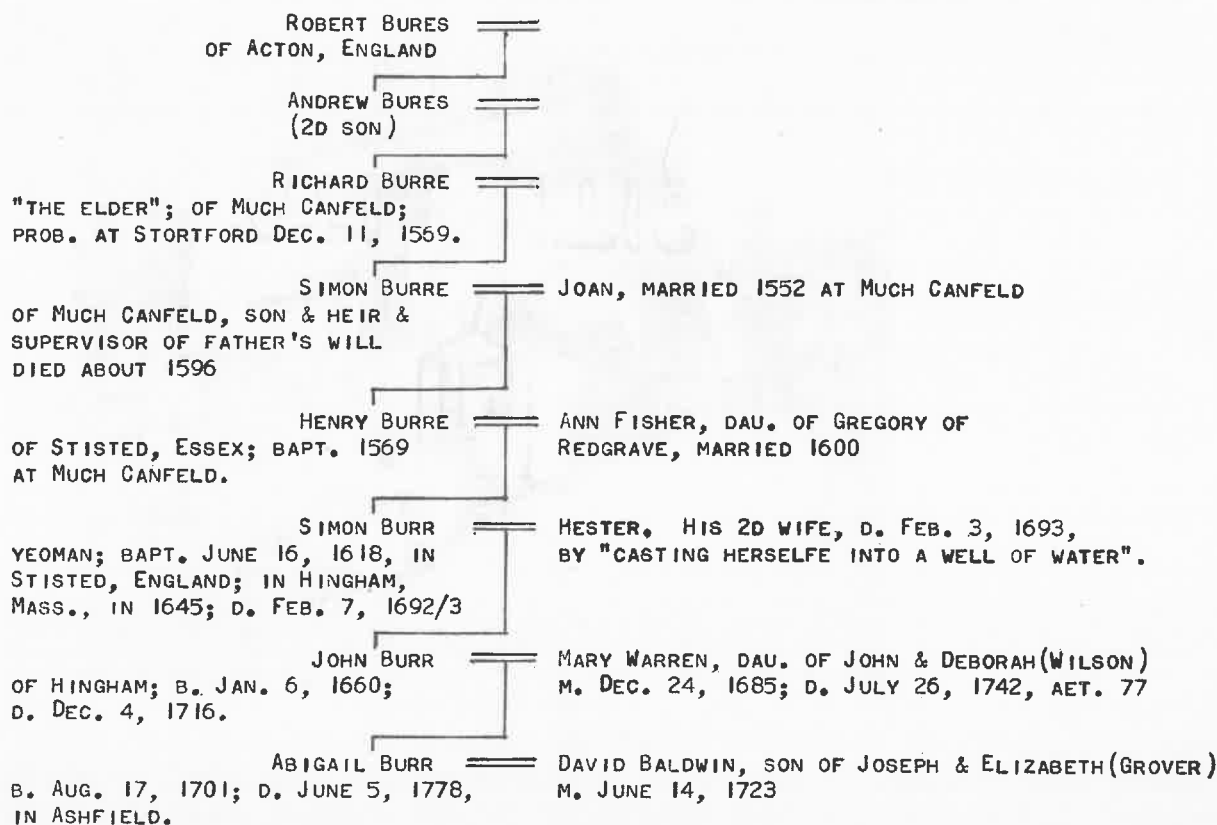 ROBERT BURES
OF ACTON, ENGLAND
ANDREW BURES
(2D SON)
RICHARD BURRE
"THE ELDER"; OF MUCH CANFELD;
PROB. AT STORTFORD DEC. 11, 1569.
SIMON BURRE
OF MUCH CANFELD, SON & HEIR &
SUPERVISOR OF FATHER'S WILL
DIED ABOUT 1596
JOAN, MARRIED 1552 AT MUCH CANFELD
HENRY BURRE
OF STISTED, ESSEX; BAPT. 1569
AT MUCH CANFELD.
ANN FISHER, DAU. OF GREGORY OF
REDGRAVE, MARRIED 1600
SIMON BURR
YEOMAN; BAPT. JUNE 16, 1618, IN
STISTED, ENGLAND; IN HINGHAM,
MASS., IN 1645; D. FEB. 7, 1692/3
HESTER. HIS 2D WIFE, D. FEB. 3, 1693,
BY "CASTING HERSELFE INTO A WELL OF WATER".
JOHN BURR
OF HINGHAM; B. JAN. 6, 1660;
D. DEC. 4, 1716.
MARY WARREN, DAU. OF JOHN & DEBORAH (WILSON)
M. DEC. 24, 1685; D. JULY 26, 1742, AET. 77
ABIGAIL BURR
B. AUG. 17, 1701; D. JUNE 5, 1778,
IN ASHFIELD.
DAVID BALDWIN, SON OF JOSEPH & ELIZABETH (GROVER)
M. JUNE 14, 1723